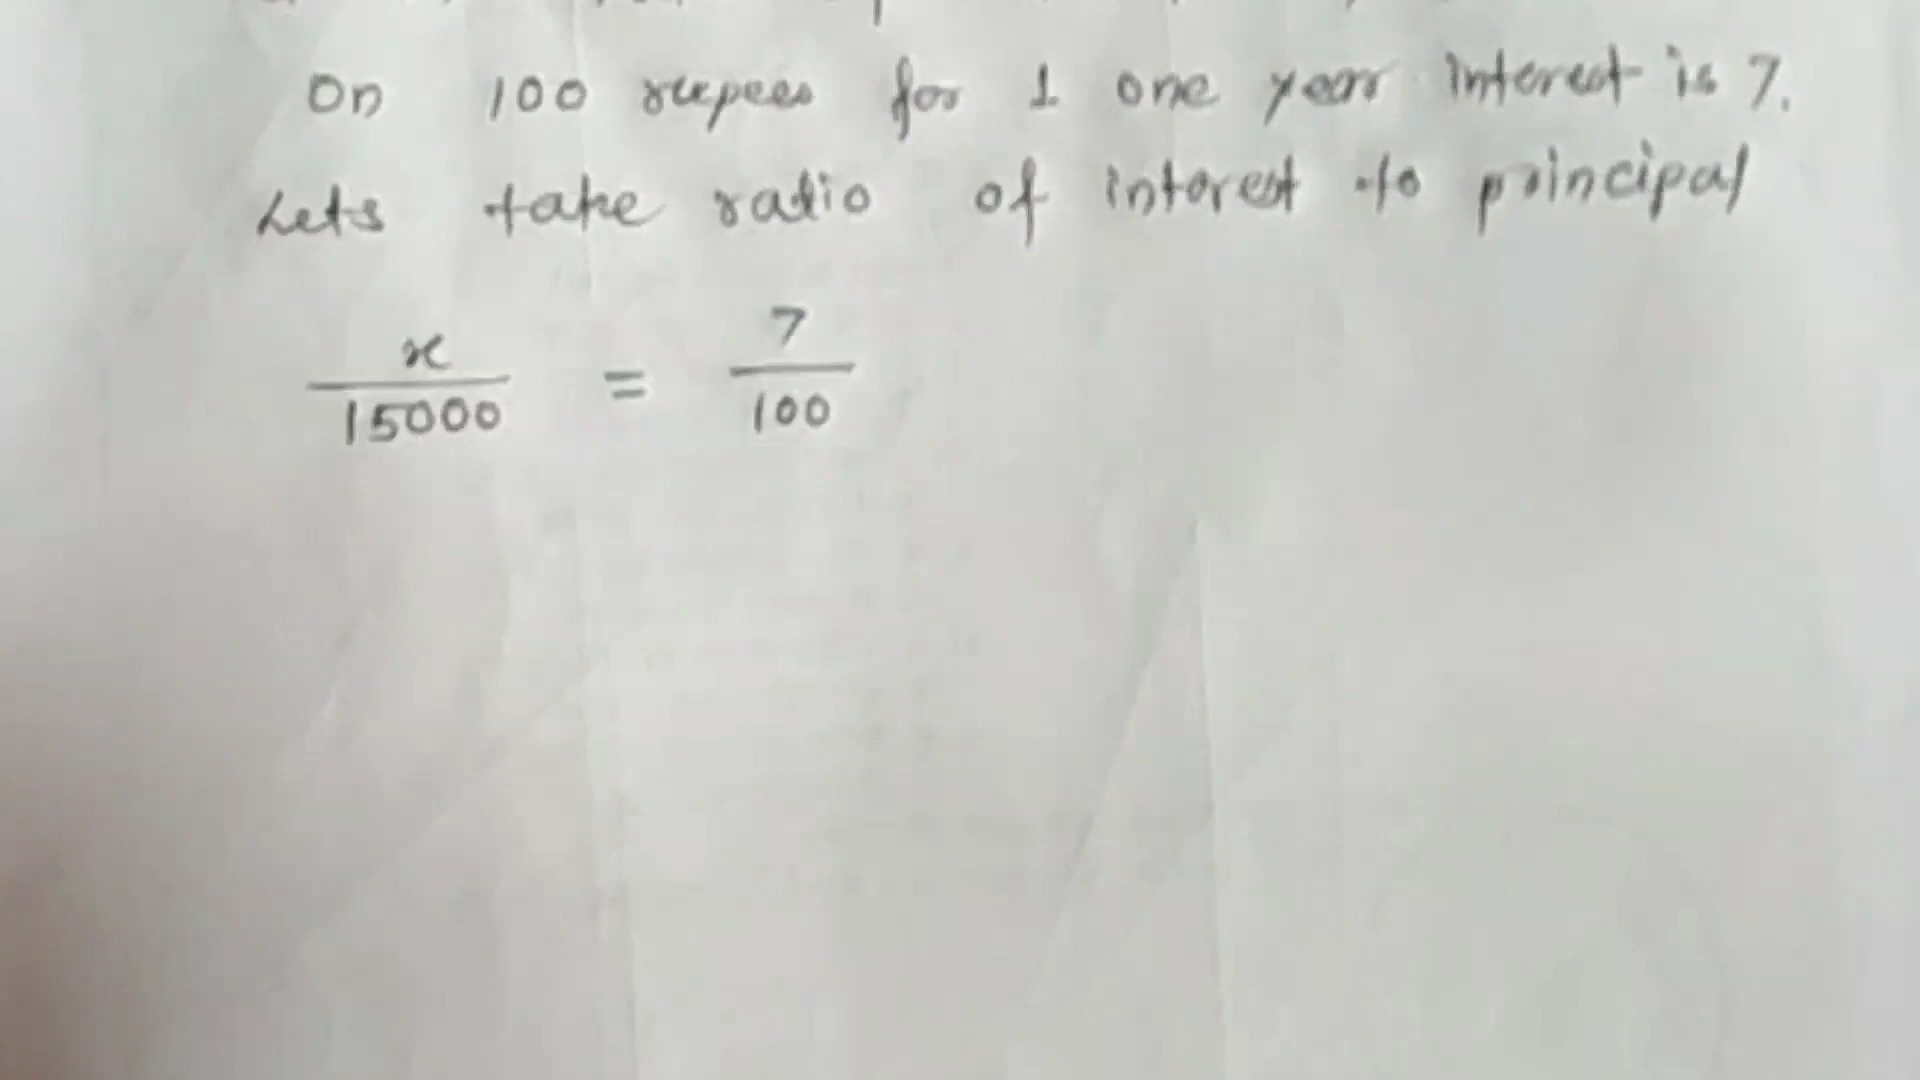 On 100 rupees for 1 one year interest is 7.
Lets take ratio of interest to principal
x/15000 = 7/100